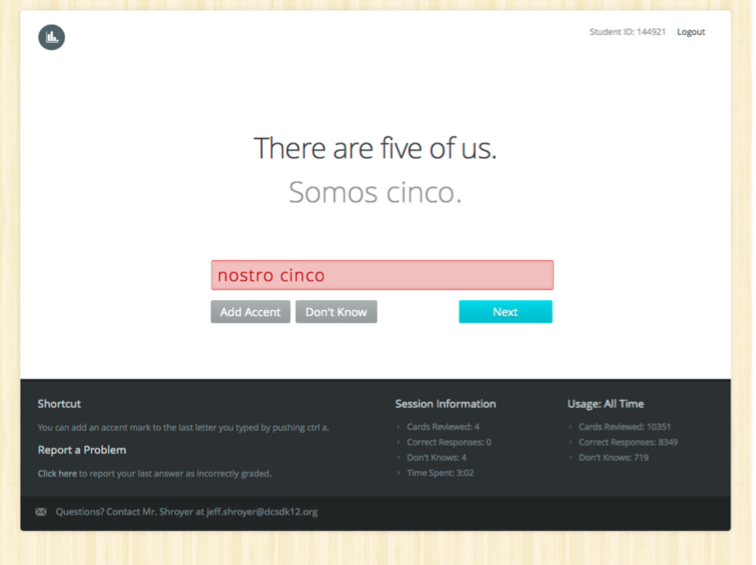 Student ID: 144921 Logout
There are five of us.
Somos cinco.
nostro cinco
Add Accent Don't Know Next
Shortcut
You can add an accent mark to the last letter you typed by pushing ctrl a.
Report a Problem
Click here to report your last answer as incorrectly graded.
Session Information
Cards Reviewed: 4
Correct Responses: 0
Don't Knows: 4
Time Spent: 3:02
Usage: All Time
Cards Reviewed: 10351
Correct Responses: 8349
Don't Knows: 719
Questions? Contact Mr. Shroyer at jeff.shroyer@dcsdk12.org